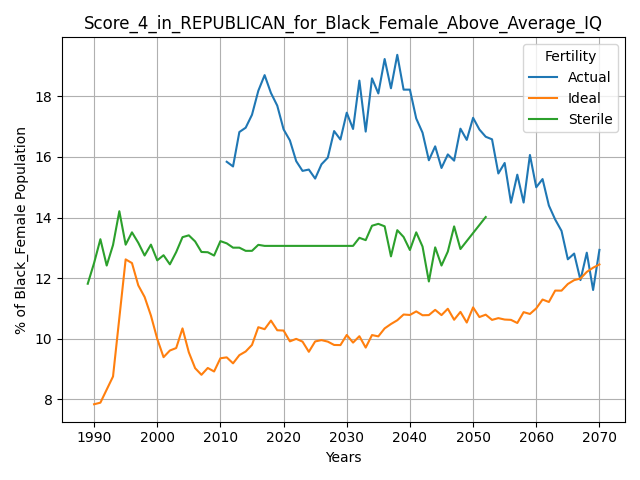 Score_4_in_REPUBLICAN_for_Black_Female_Above_Average_IQ
Fertility
Actual
Ideal
Sterile
% of Black_Female Population
18
16
14
12
10
8
1990 2000 2010 2020 2030 2040 2050 2060 2070
Years